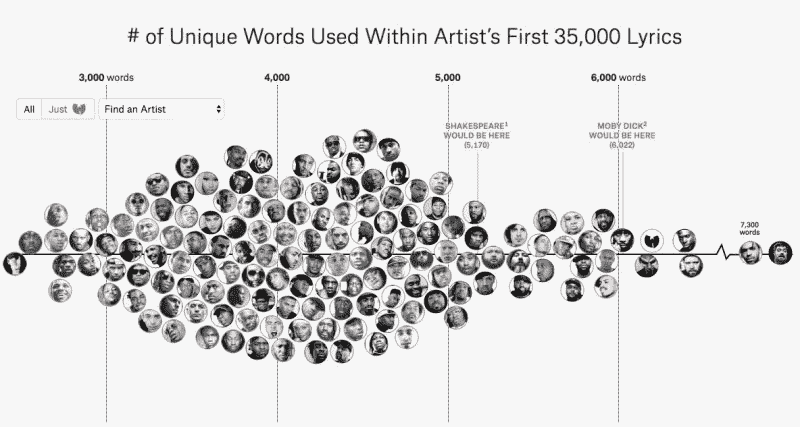 # of Unique Words Used Within Artist's First 35,000 Lyrics
3,000 words
4,000
5,000
6,000 words
All
Just
Find an Artist
SHAKESPEARE¹
WOULD BE HERE
(5,170)
MOBY DICK²
WOULD BE HERE
(6,022)
7,300
words